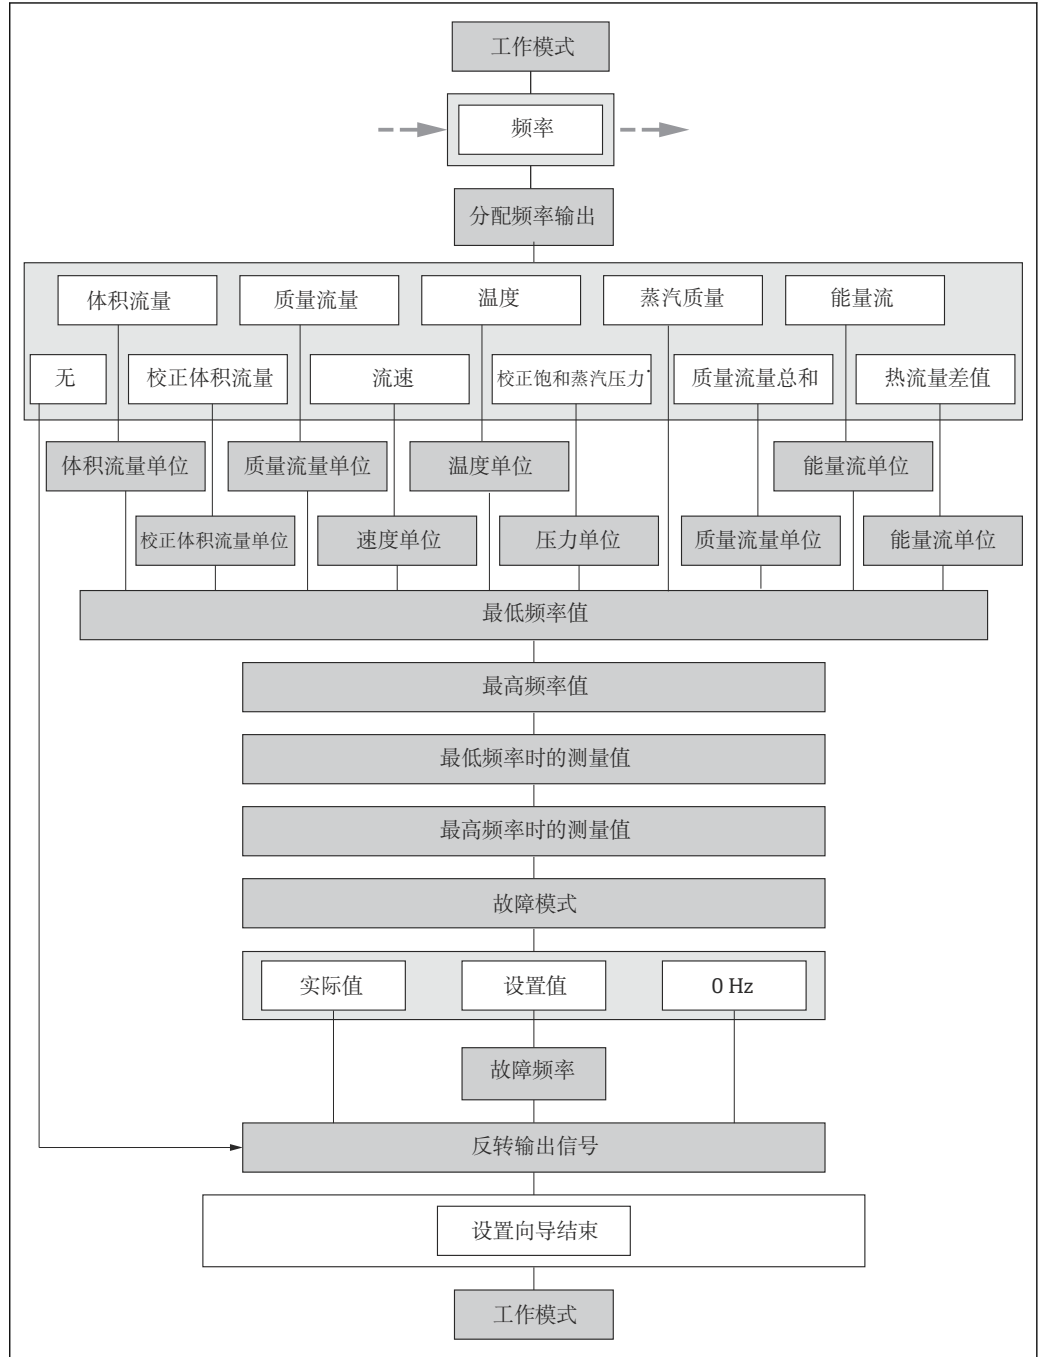 工作模式
频率
分配频率输出
体积流量
质量流量
温度
蒸汽质量
能量流
无
校正体积流量
流速
校正饱和蒸汽压力*
质量流量总和
热流量差值
体积流量单位
质量流量单位
温度单位
能量流单位
校正体积流量单位
速度单位
压力单位
质量流量单位
能量流单位
最低频率值
最高频率值
最低频率时的测量值
最高频率时的测量值
故障模式
实际值
设置值
0 Hz
故障频率
反转输出信号
设置向导结束
工作模式